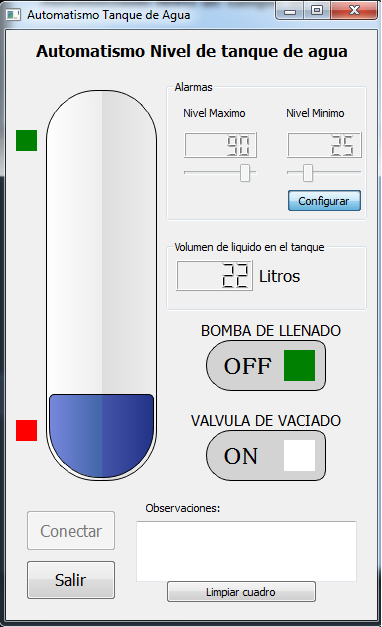 Automatismo Tanque de Agua
Automatismo Nivel de tanque de agua
Alarmas
Nivel Maximo
Nivel Minimo
90
25
Configurar
Volumen de liquido en el tanque
22 Litros
BOMBA DE LLENADO
OFF
VALVULA DE VACIADO
ON
Conectar
Salir
Observaciones:
Limpiar cuadro